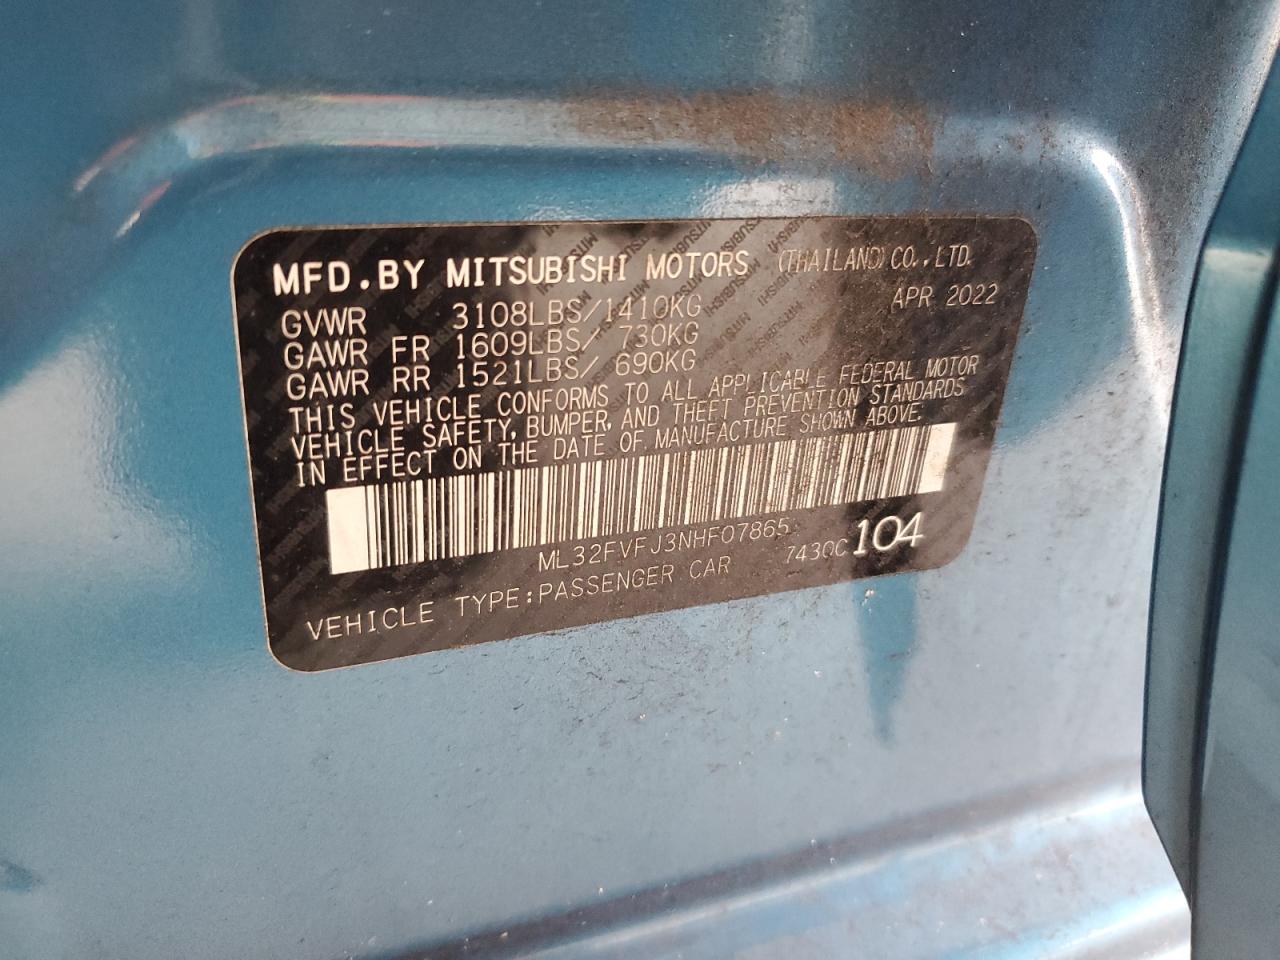 MFD.BY MITSUBISHI MOTORS (THAILAND) CO.,LTD.
APR 2022
GVWR 3108LBS/1410KG
GAWR FR 1609LBS/ 730KG
GAWR RR 1521LBS/ 690KG
THIS VEHICLE CONFORMS TO ALL APPLICABLE FEDERAL MOTOR
VEHICLE SAFETY, BUMPER, AND THEFT PREVENTION STANDARDS
IN EFFECT ON THE DATE OF MANUFACTURE SHOWN ABOVE.
ML32FVFJ3NHF07865
7430C 104
VEHICLE TYPE:PASSENGER CAR